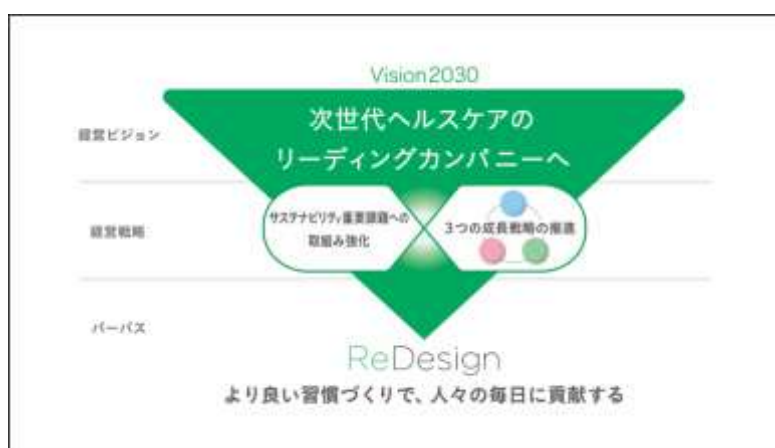 Vision2030
経営ビジョン
次世代ヘルスケアの
リーディングカンパニーへ
経営戦略
サステナビリティ重要課題への
取組み強化
3つの成長戦略の推進
パーパス
ReDesign
より良い習慣づくりで、人々の毎日に貢献する